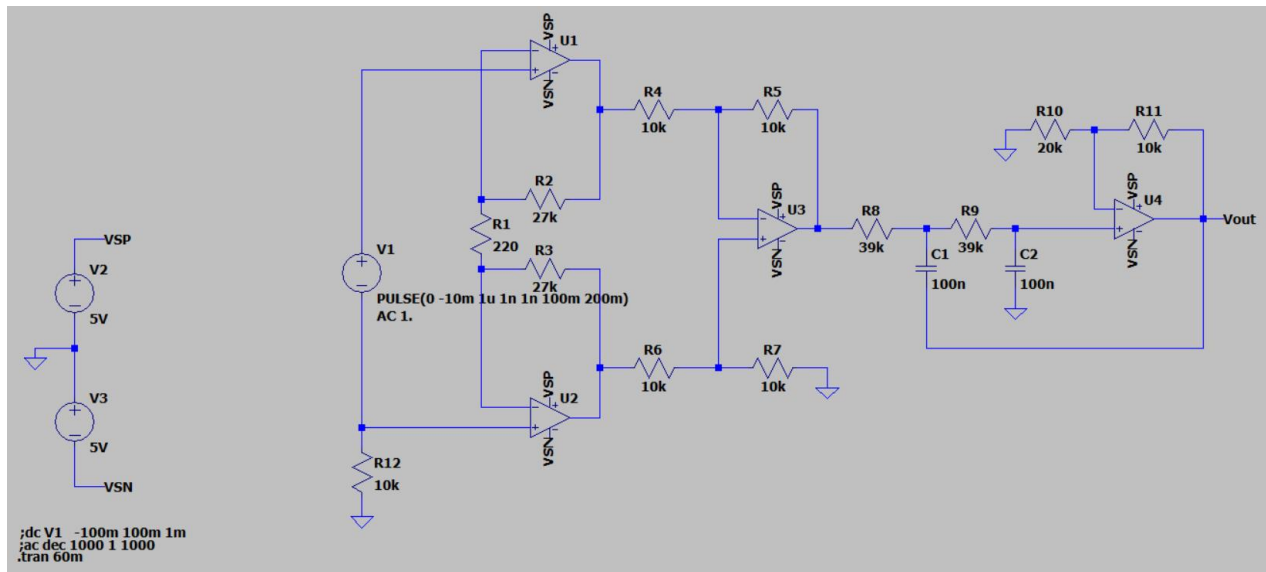 VSP
U1
VSN
R4
10k
R5
10k
R10
20k
R11
10k
R2
27k
R1
220
VSP
U3
VSN
VSP
U4
VSN
Vout
R8
39k
R9
39k
C1
100n
C2
100n
VSP
V2
5V
V1
R3
27k
PULSE(0 -10m 1u 1n 1n 100m 200m)
AC 1.
R6
10k
R7
10k
V3
5V
VSP
U2
VSN
R12
10k
VSN
;dc V1 -100m 100m 1m
;ac dec 1000 1 1000
.tran 60m